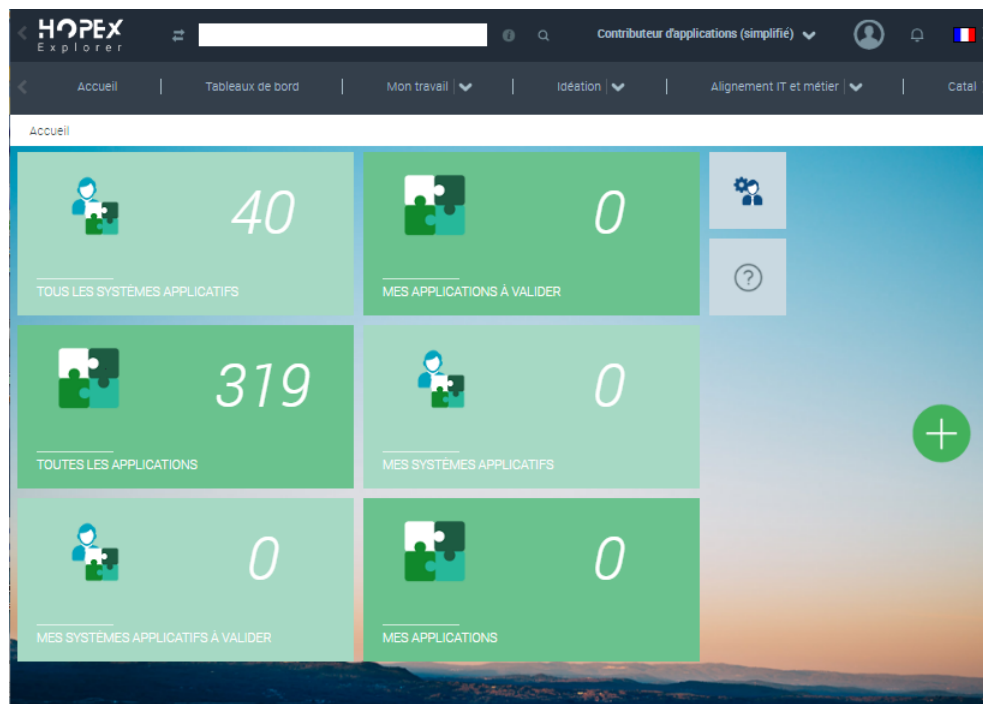 HOPEX
Explorer
Contributeur d'applications (simplifié)
Accueil
Tableaux de bord
Mon travail
Idéation
Alignement IT et métier
Catal
Accueil
40
TOUS LES SYSTÈMES APPLICATIFS
0
MES APPLICATIONS À VALIDER
319
TOUTES LES APPLICATIONS
0
MES SYSTÈMES APPLICATIFS
0
MES SYSTÈMES APPLICATIFS À VALIDER
0
MES APPLICATIONS